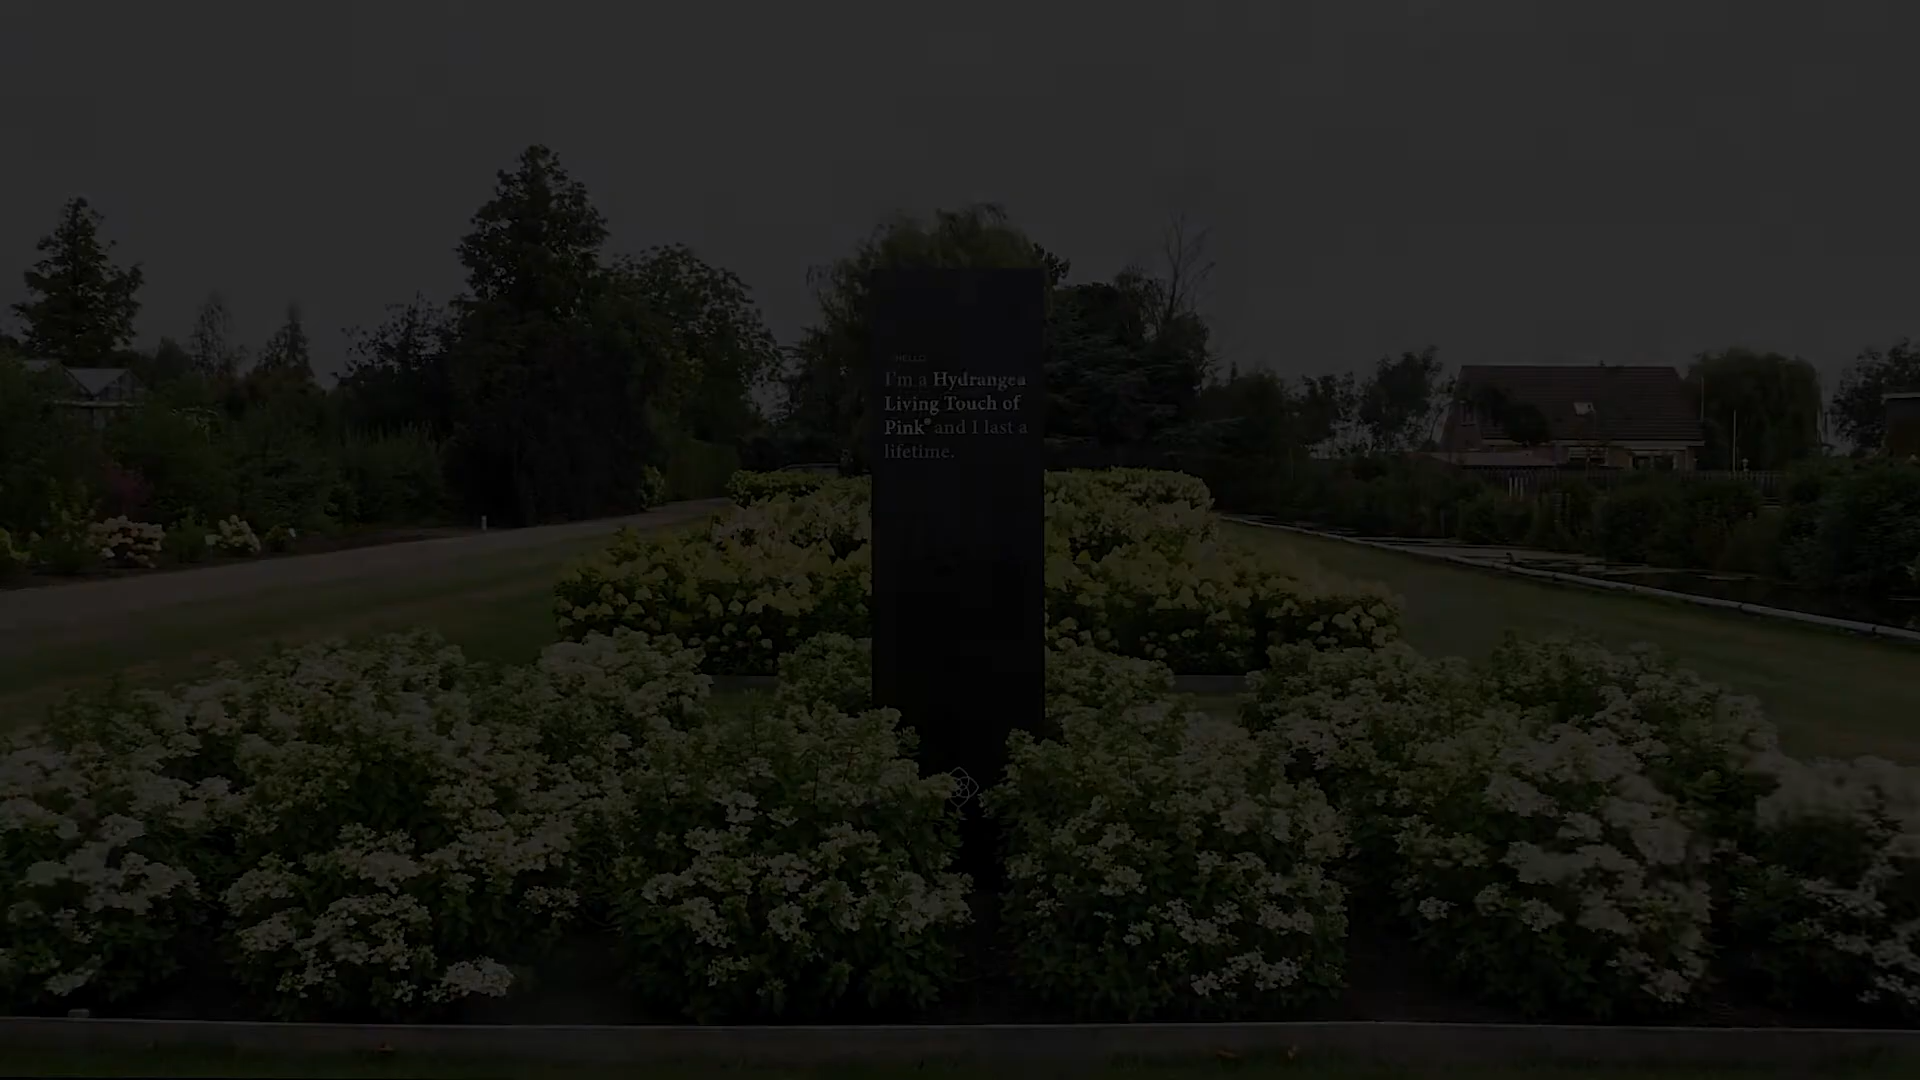 HELLO
I'm a Hydrangea
Living Touch of
Pink® and I last a
lifetime.